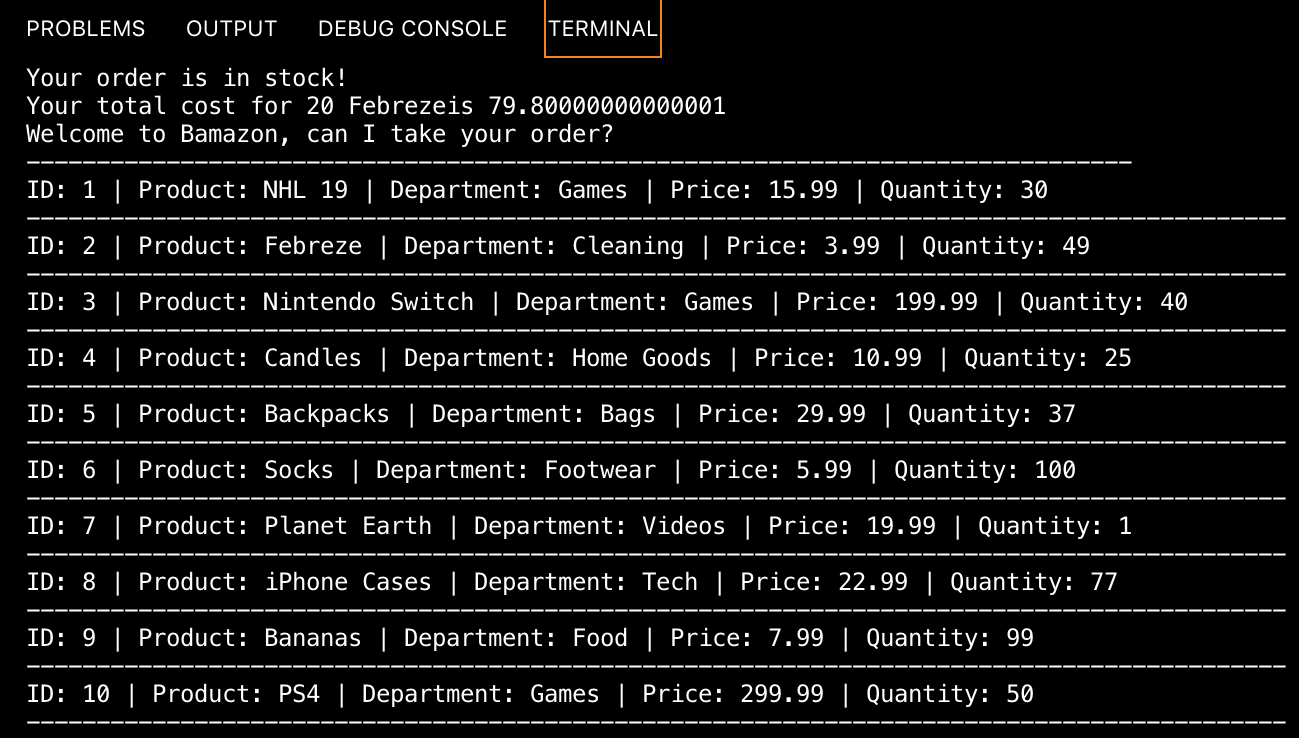 PROBLEMS OUTPUT DEBUG CONSOLE TERMINAL
Your order is in stock!
Your total cost for 20 Febrezeis 79.80000000000001
Welcome to Bamazon, can I take your order?
-------------------------------------------------------------------------------
ID: 1 | Product: NHL 19 | Department: Games | Price: 15.99 | Quantity: 30
------------------------------------------------------------------------------------------
ID: 2 | Product: Febreze | Department: Cleaning | Price: 3.99 | Quantity: 49
------------------------------------------------------------------------------------------
ID: 3 | Product: Nintendo Switch | Department: Games | Price: 199.99 | Quantity: 40
------------------------------------------------------------------------------------------
ID: 4 | Product: Candles | Department: Home Goods | Price: 10.99 | Quantity: 25
------------------------------------------------------------------------------------------
ID: 5 | Product: Backpacks | Department: Bags | Price: 29.99 | Quantity: 37
------------------------------------------------------------------------------------------
ID: 6 | Product: Socks | Department: Footwear | Price: 5.99 | Quantity: 100
------------------------------------------------------------------------------------------
ID: 7 | Product: Planet Earth | Department: Videos | Price: 19.99 | Quantity: 1
------------------------------------------------------------------------------------------
ID: 8 | Product: iPhone Cases | Department: Tech | Price: 22.99 | Quantity: 77
------------------------------------------------------------------------------------------
ID: 9 | Product: Bananas | Department: Food | Price: 7.99 | Quantity: 99
------------------------------------------------------------------------------------------
ID: 10 | Product: PS4 | Department: Games | Price: 299.99 | Quantity: 50
------------------------------------------------------------------------------------------